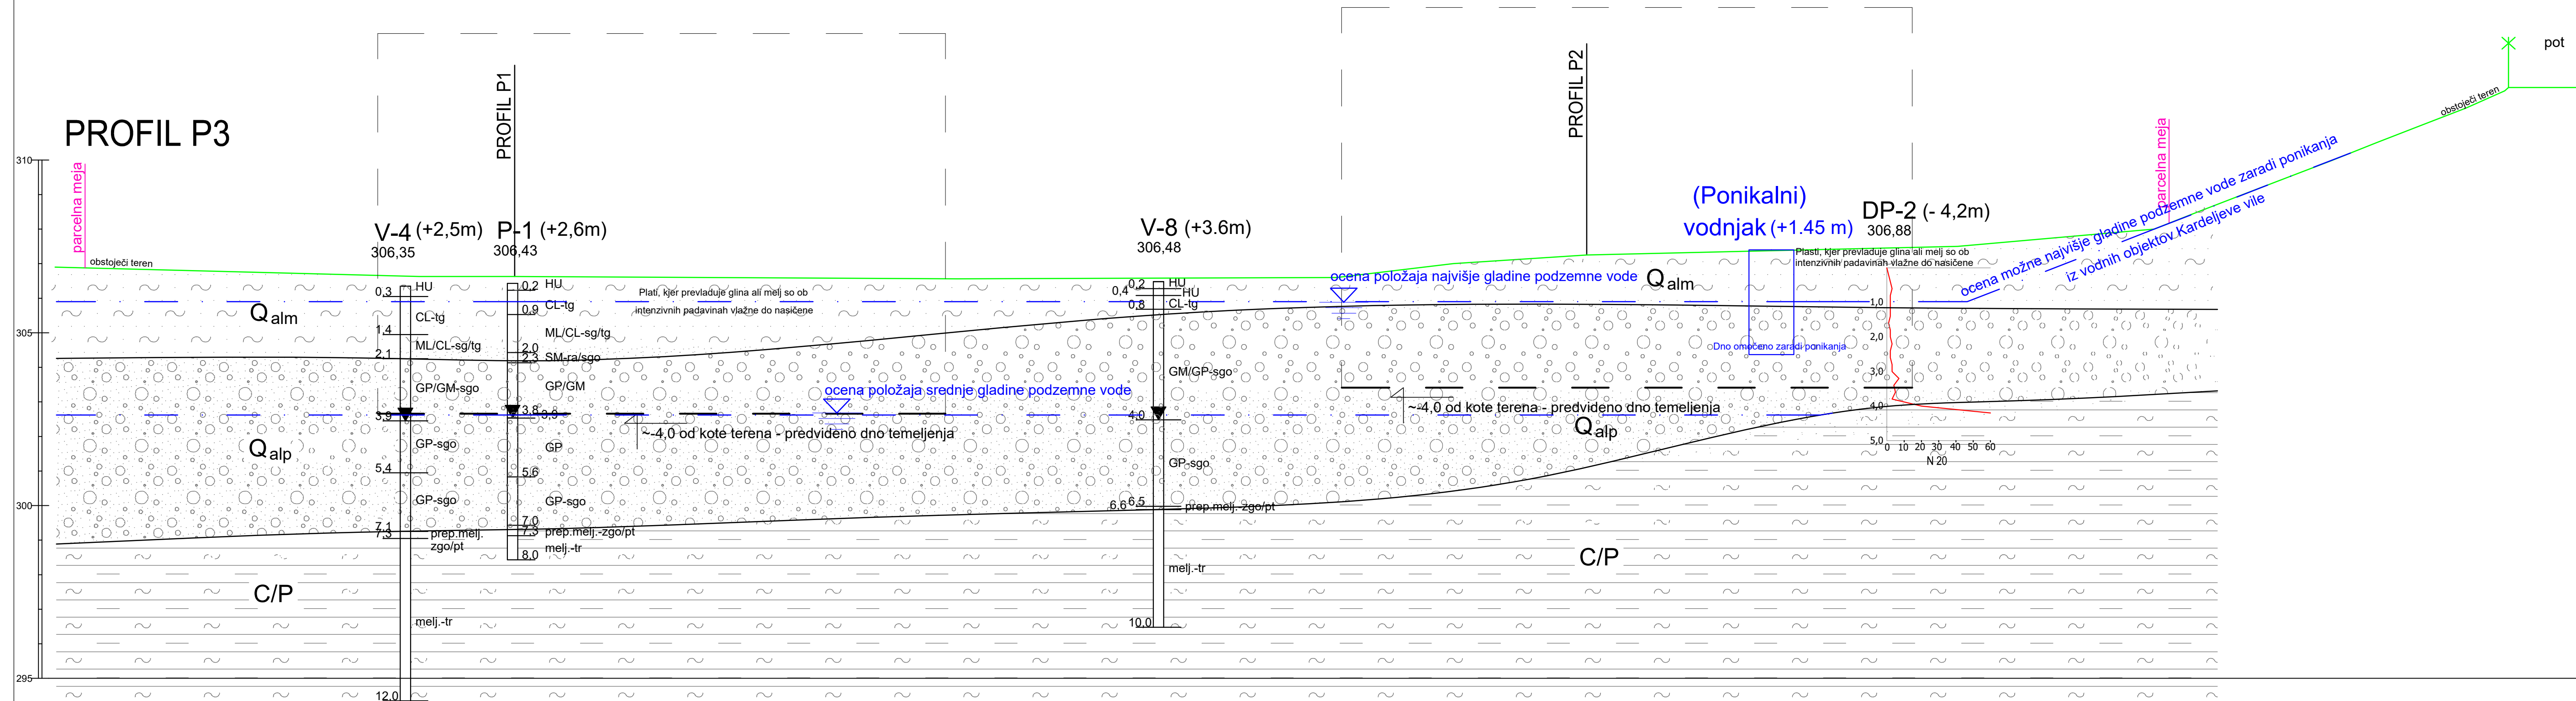 PROFIL P3
310
305
300
295
parcelna meja
obstoječi teren
V-4 (+2,5m)
306,35
PROFIL P1
P-1 (+2,6m)
306,43
V-8 (+3.6m)
306,48
PROFIL P2
(Ponikalni)
vodnjak (+1.45 m)
DP-2 (- 4,2m)
306,88
parcelna meja
obstoječi teren
pot
ocena možne najvišje gladine podzemne vode zaradi ponikanja
iz vodnih objektov Kardeljeve vile
Plasti, kjer prevladuje glina ali melj so ob
intenzivnih padavinah vlažne do nasičene
ocena položaja najvišje gladine podzemne vode
Q alm
Q alm
Plati, kjer prevladuje glina ali melj so ob
intenzivnih padavinah vlažne do nasičene
0,3
HU
CL-tg
1,4
ML/CL-sg/tg
2,1
GP/GM-sgo
3,9
GP-sgo
5,4
GP-sgo
7,1
7,3
prep.melj.
zgo/pt
melj.-tr
12,0
0,2
HU
CL-tg
0,9
ML/CL-sg/tg
2,0
2,3
SM-ra/sgo
GP/GM
3,8
3,9
GP
5,6
GP-sgo
7,0
7,3
prep.melj.-zgo/pt
melj.-tr
8,0
ocena položaja srednje gladine podzemne vode
~-4,0 od kote terena - predvideno dno temeljenja
0,2
HU
0,4
HU
0,8
CL-tg
GM/GP-sgo
4,0
GP-sgo
6,5
6,6
prep.melj.-zgo/pt
melj.-tr
10,0
Dno omočeno zaradi ponikanja
~-4,0 od kote terena - predvideno dno temeljenja
1,0
2,0
3,0
4,0
5,0
0 10 20 30 40 50 60
N 20
Q alp
Q alp
C/P
C/P